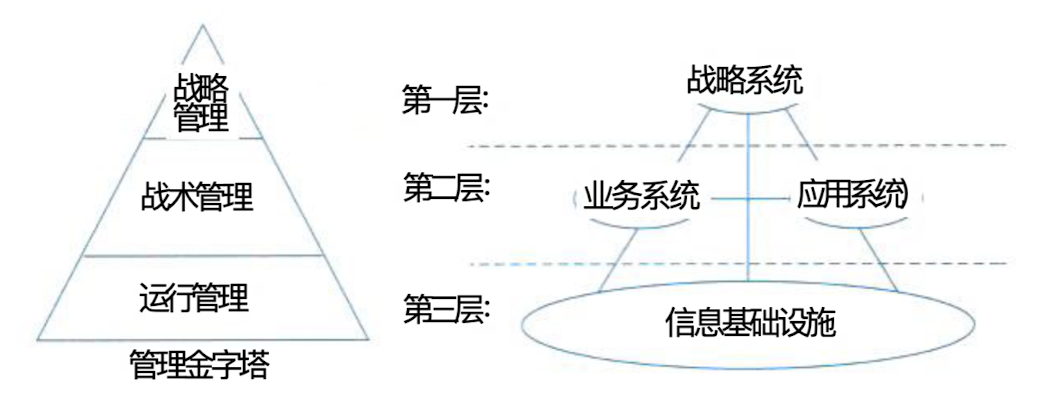 战略
管理
战术管理
运行管理
管理金字塔
第一层:
战略系统
第二层:
业务系统
应用系统)
第三层:
信息基础设施